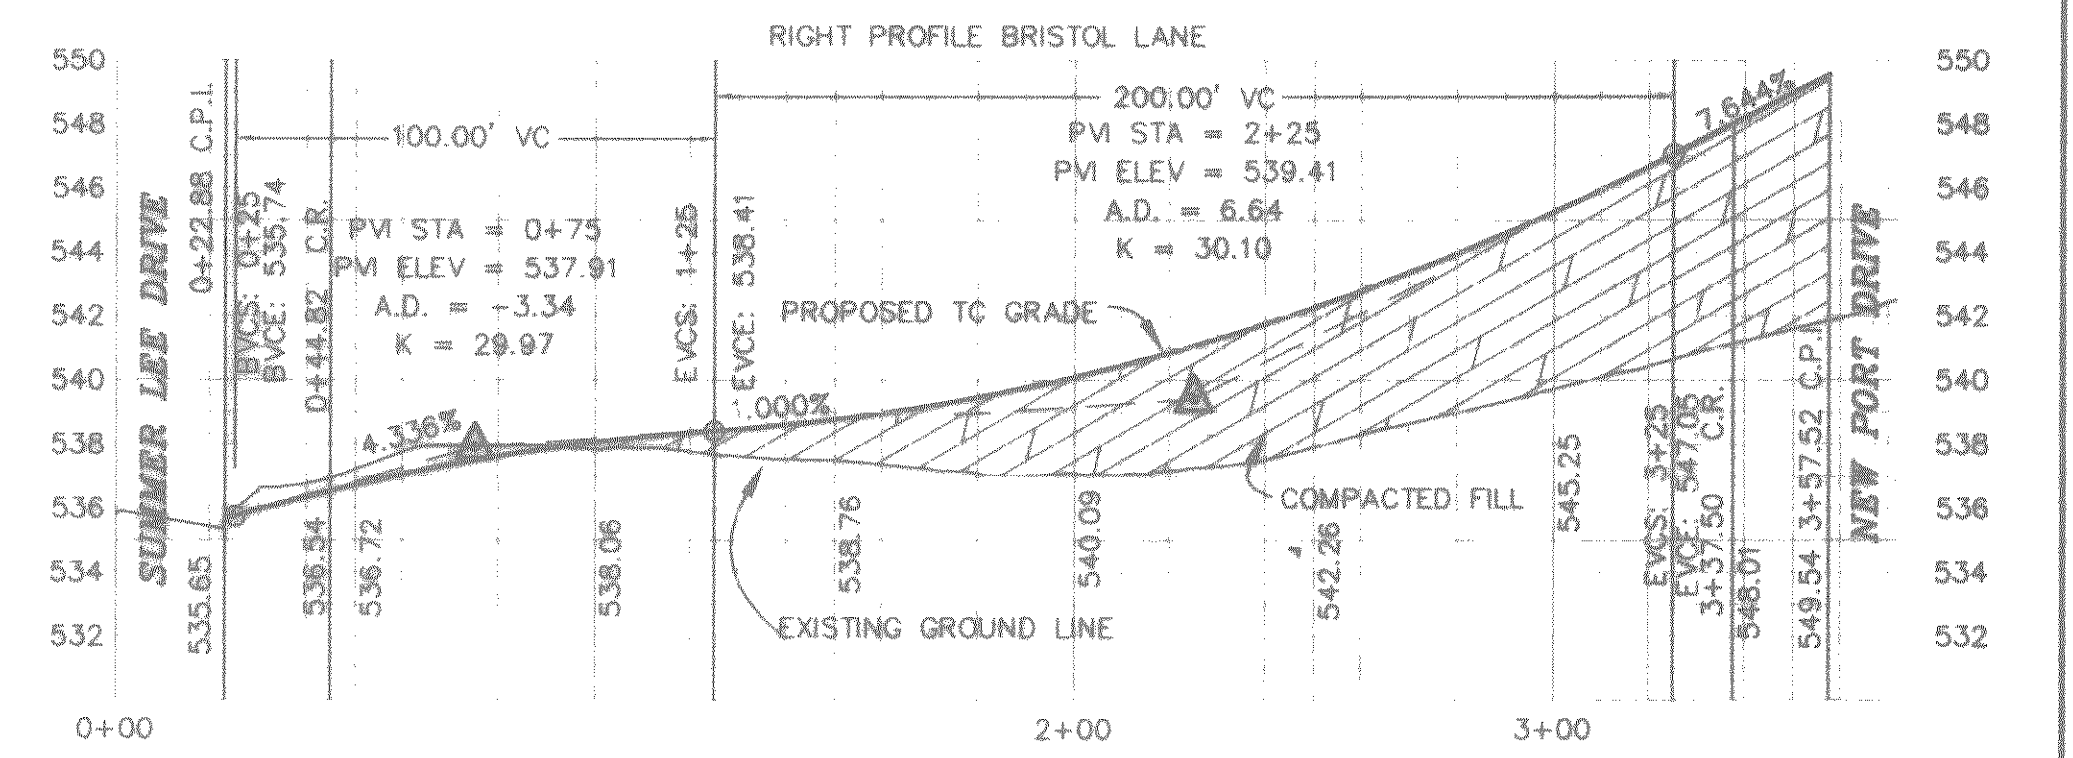 RIGHT PROFILE BRISTOL LANE
550
548
546
544
542
540
538
536
534
532
SUMMER LEE DRIVE
0+22.88 C.P.I.
535.65
BVCS: 0+25
BVCE: 535.74
0+44.82 C.R.
536.54
100.00' VC
PVI STA = 0+75
PVI ELEV = 537.91
A.D. = -3.34
K = 29.97
4.336%
536.72
538.06
EVCS: 1+25
EVCE: 538.41
1.000%
200.00' VC
PVI STA = 2+25
PVI ELEV = 539.41
A.D. = 6.64
K = 30.10
PROPOSED TC GRADE
COMPACTED FILL
EXISTING GROUND LINE
538.76
540.09
542.26
545.25
EVCS: 3+25
EVCE: 547.05
3+37.50 C.R.
548.01
7.644%
549.54 3+57.52 C.P.I.
NEW PORT DRIVE
550
548
546
544
542
540
538
536
534
532
0+00
2+00
3+00